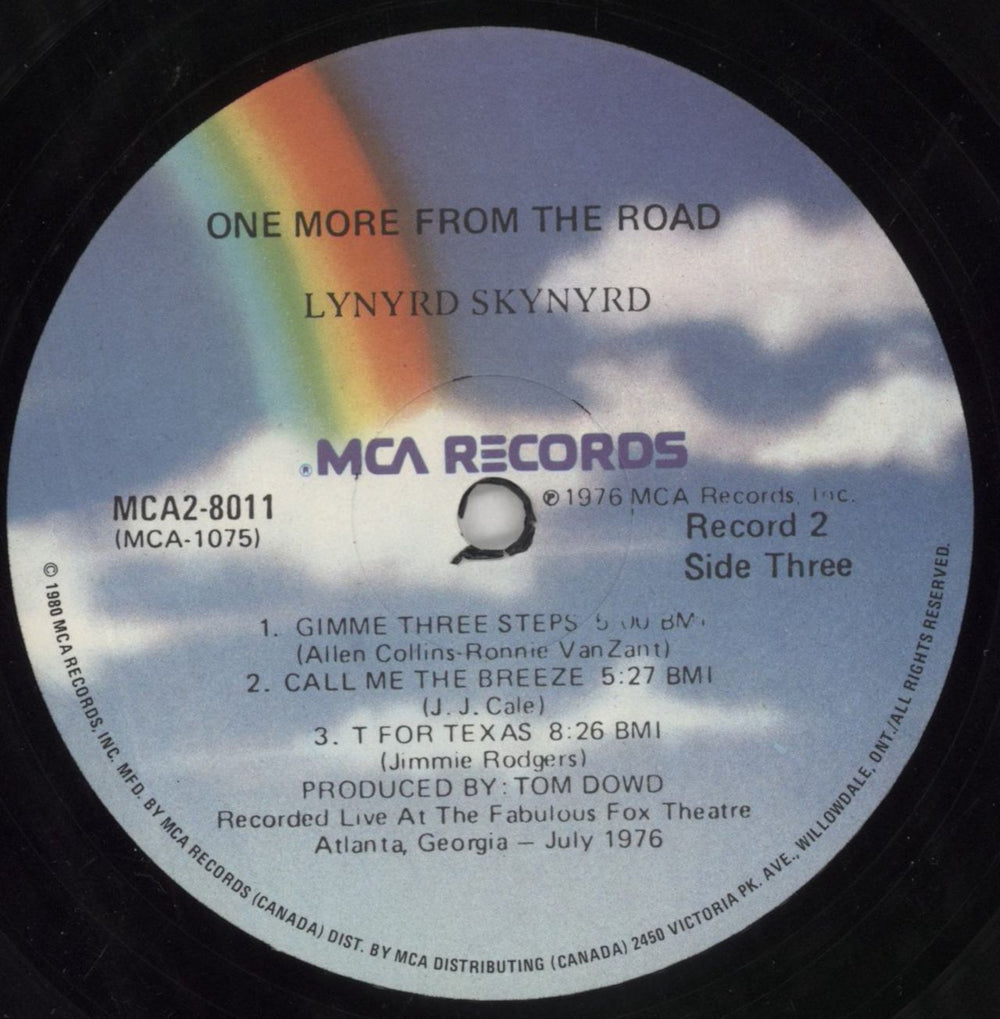 ONE MORE FROM THE ROAD
LYNYRD SKYNYRD
®MCA RECORDS
℗1976 MCA Records, Inc.
MCA2-8011
(MCA-1075)
Record 2
Side Three
1. GIMME THREE STEPS 5:00 BMI
(Allen Collins-Ronnie VanZant)
2. CALL ME THE BREEZE 5:27 BMI
(J. J. Cale)
3. T FOR TEXAS 8:26 BMI
(Jimmie Rodgers)
PRODUCED BY: TOM DOWD
Recorded Live At The Fabulous Fox Theatre
Atlanta, Georgia — July 1976
© 1980 MCA RECORDS, INC. MFD. BY MCA RECORDS (CANADA) DIST. BY MCA DISTRIBUTING (CANADA) 2450 VICTORIA PK. AVE., WILLOWDALE, ONT./ALL RIGHTS RESERVED.